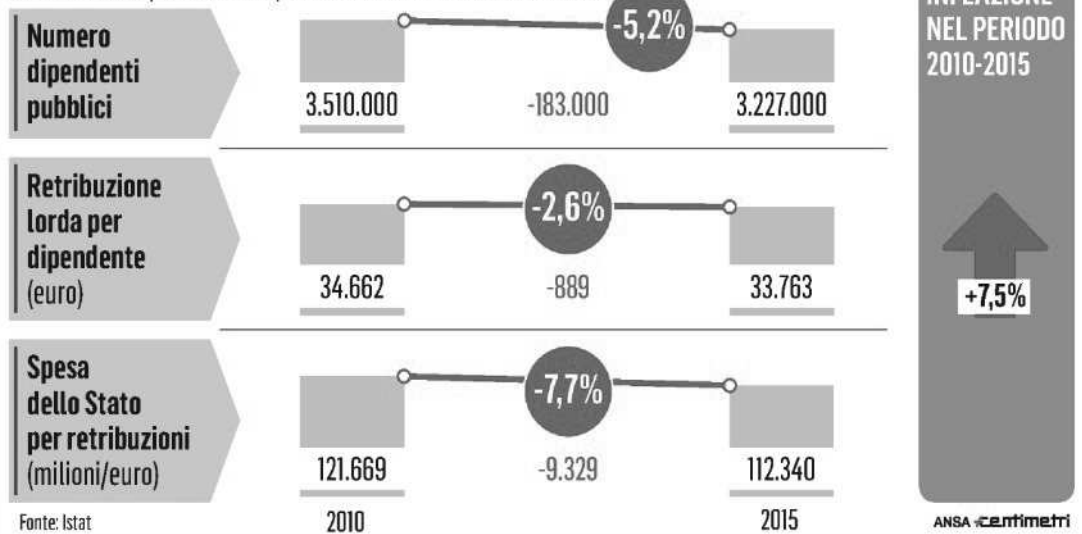 INFLAZIONE
NEL PERIODO
2010-2015
Numero
dipendenti
pubblici
-5,2%
3.510.000
-183.000
3.227.000
Retribuzione
lorda per
dipendente
(euro)
-2,6%
34.662
-889
33.763
+7,5%
Spesa
dello Stato
per retribuzioni
(milioni/euro)
-7,7%
121.669
-9.329
112.340
Fonte: Istat
2010
2015
ANSA centimetri